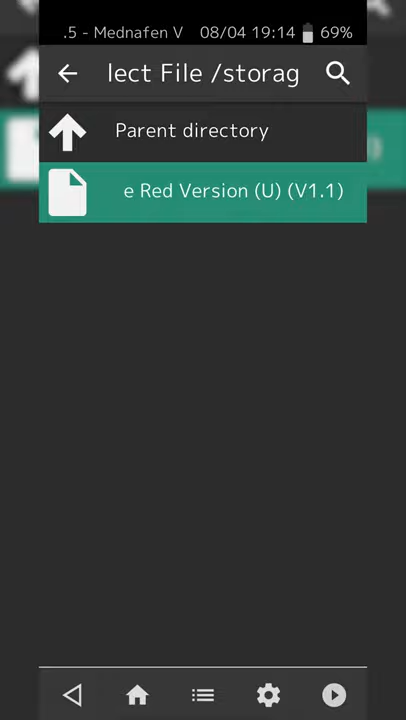 .5 - Mednafen V 08/04 19:14 69%
lect File /storag
Parent directory
e Red Version (U) (V1.1)